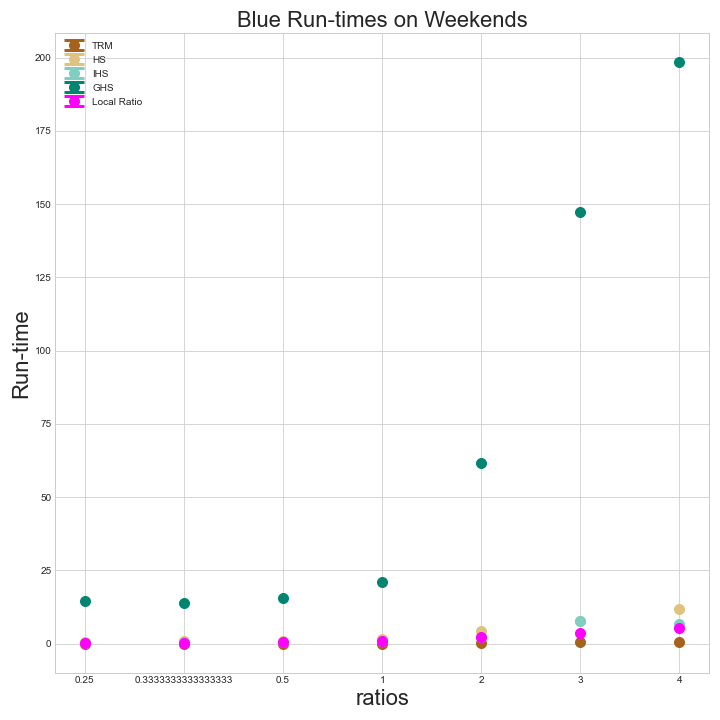 Blue Run-times on Weekends
TRM
HS
IHS
GHS
Local Ratio
200
175
150
125
100
75
50
25
0
Run-time
0.25 0.3333333333333333 0.5 1 2 3 4
ratios